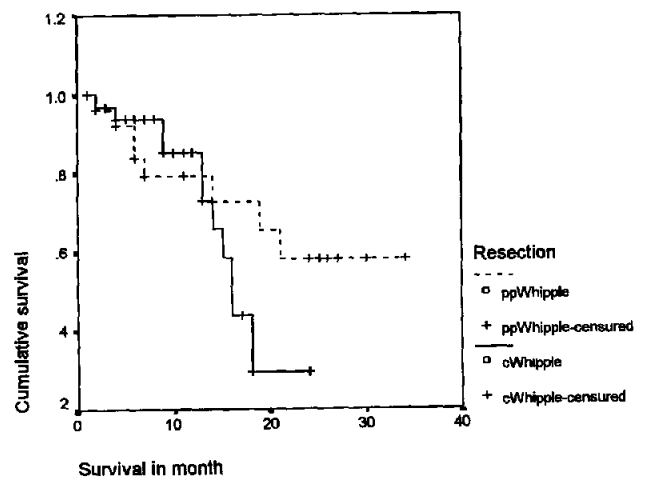 1.2
1.0
.8
.6
.4
.2
Cumulative survival
0
10
20
30
40
Survival in month
Resection
ppWhipple
ppWhipple-censured
cWhipple
cWhipple-censured